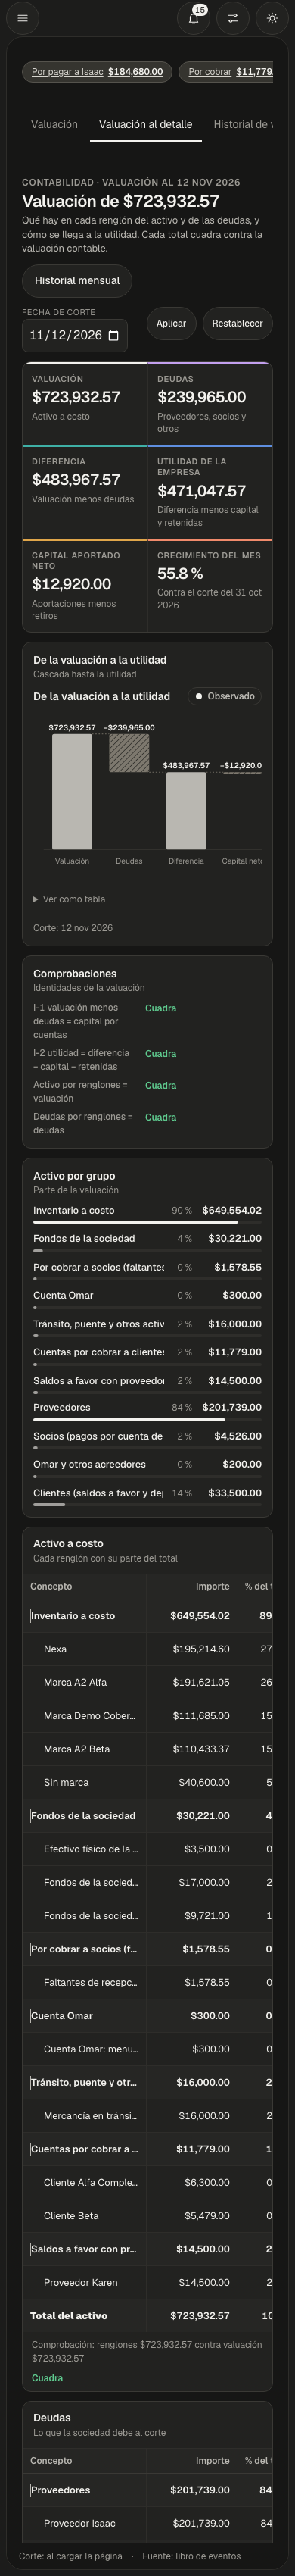 15
Por pagar a Isaac $184,680.00 Por cobrar $11,779
Valuación Valuación al detalle Historial de v
CONTABILIDAD · VALUACIÓN AL 12 NOV 2026
Valuación de $723,932.57
Qué hay en cada renglón del activo y de las deudas, y
cómo se llega a la utilidad. Cada total cuadra contra la
valuación contable.
Historial mensual
FECHA DE CORTE
11/12/2026
Aplicar
Restablecer
VALUACIÓN
$723,932.57
Activo a costo
DEUDAS
$239,965.00
Proveedores, socios y
otros
DIFERENCIA
$483,967.57
Valuación menos deudas
UTILIDAD DE LA
EMPRESA
$471,047.57
Diferencia menos capital
y retenidas
CAPITAL APORTADO
NETO
$12,920.00
Aportaciones menos
retiros
CRECIMIENTO DEL MES
55.8 %
Contra el corte del 31 oct
2026
De la valuación a la utilidad
Cascada hasta la utilidad
De la valuación a la utilidad
Observado
$723,932.57 −$239,965.00
$483,967.57 −$12,920.0
Valuación Deudas Diferencia Capital net
Ver como tabla
Corte: 12 nov 2026
Comprobaciones
Identidades de la valuación
I-1 valuación menos
deudas = capital por
cuentas
Cuadra
I-2 utilidad = diferencia
− capital − retenidas
Cuadra
Activo por renglones =
valuación
Cuadra
Deudas por renglones =
deudas
Cuadra
Activo por grupo
Parte de la valuación
Inventario a costo 90 % $649,554.02
Fondos de la sociedad 4 % $30,221.00
Por cobrar a socios (faltantes 0 % $1,578.55
Cuenta Omar 0 % $300.00
Tránsito, puente y otros activ 2 % $16,000.00
Cuentas por cobrar a clientes 2 % $11,779.00
Saldos a favor con proveedor 2 % $14,500.00
Proveedores 84 % $201,739.00
Socios (pagos por cuenta de 2 % $4,526.00
Omar y otros acreedores 0 % $200.00
Clientes (saldos a favor y de 14 % $33,500.00
Activo a costo
Cada renglón con su parte del total
Concepto Importe % del t
Inventario a costo $649,554.02 89
Nexa $195,214.60 27
Marca A2 Alfa $191,621.05 26
Marca Demo Cober... $111,685.00 15
Marca A2 Beta $110,433.37 15
Sin marca $40,600.00 5
Fondos de la sociedad $30,221.00 4
Efectivo físico de la ... $3,500.00 0
Fondos de la socied... $17,000.00 2
Fondos de la socied... $9,721.00 1
Por cobrar a socios (f... $1,578.55 0
Faltantes de recepc... $1,578.55 0
Cuenta Omar $300.00 0
Cuenta Omar: menu... $300.00 0
Tránsito, puente y otr... $16,000.00 2
Mercancía en tránsi... $16,000.00 2
Cuentas por cobrar a ... $11,779.00 1
Cliente Alfa Comple... $6,300.00 0
Cliente Beta $5,479.00 0
Saldos a favor con pr... $14,500.00 2
Proveedor Karen $14,500.00 2
Total del activo $723,932.57 10
Comprobación: renglones $723,932.57 contra valuación
$723,932.57
Cuadra
Deudas
Lo que la sociedad debe al corte
Concepto Importe % del t
Proveedores $201,739.00 84
Proveedor Isaac $201,739.00 84
Corte: al cargar la página · Fuente: libro de eventos